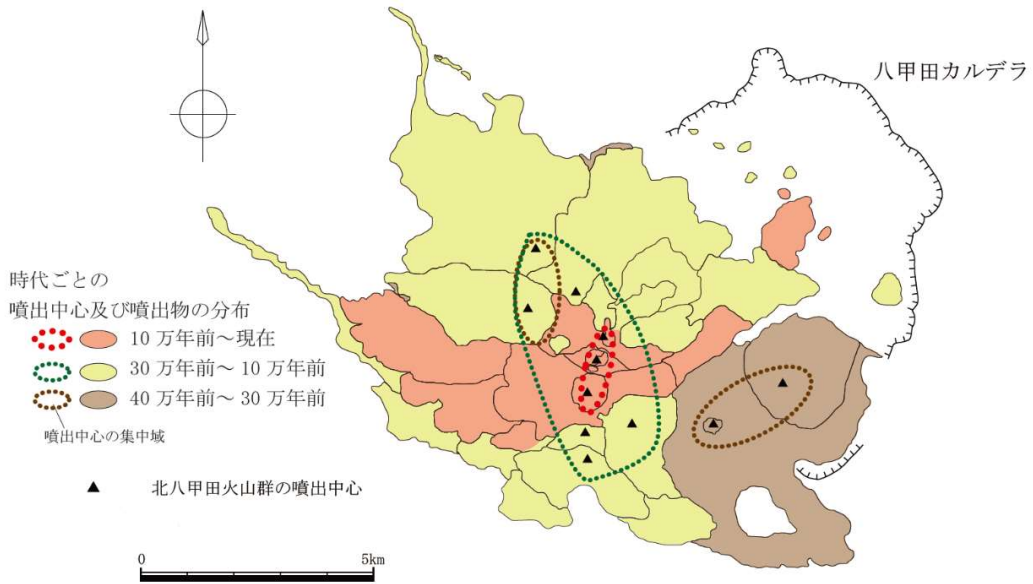 八甲田カルデラ
時代ごとの
噴出中心及び噴出物の分布
10 万年前～現在
30 万年前～ 10 万年前
40 万年前～ 30 万年前
噴出中心の集中域
北八甲田火山群の噴出中心
0 5km